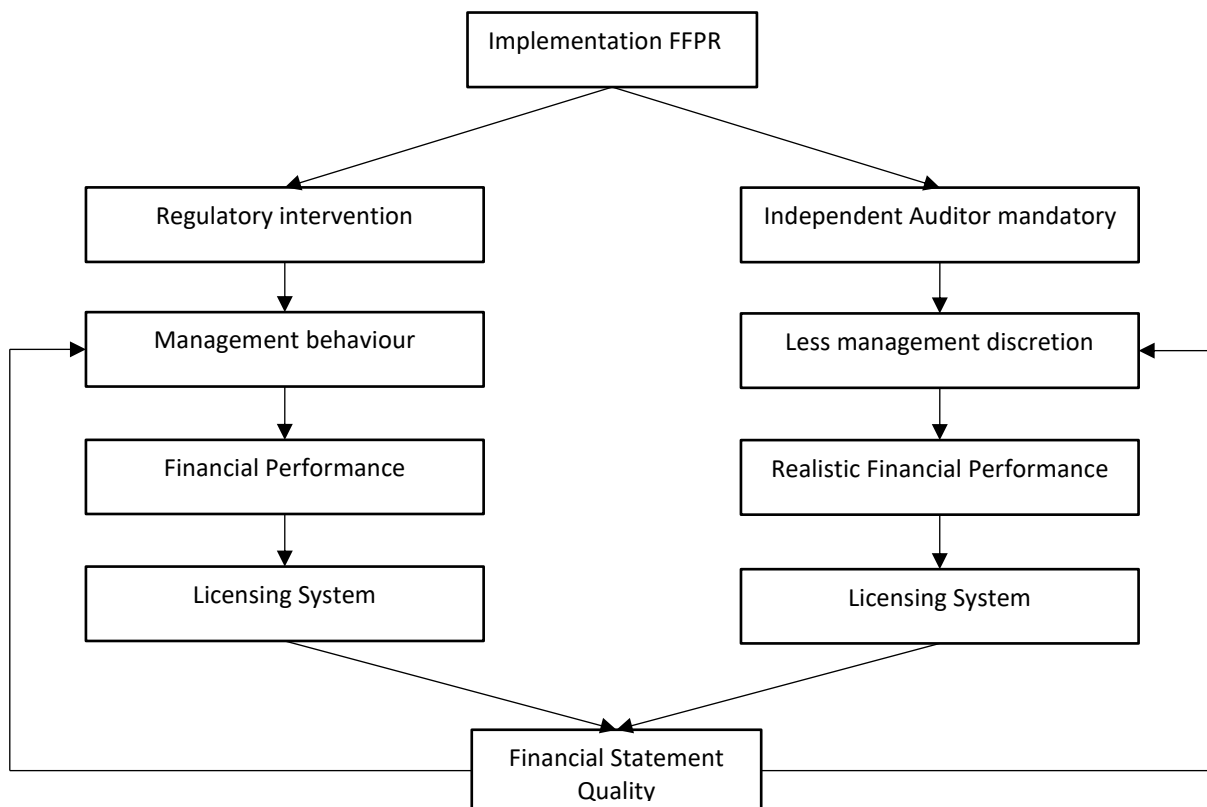 Implementation FFPR
Regulatory intervention
Independent Auditor mandatory
Management behaviour
Less management discretion
Financial Performance
Realistic Financial Performance
Licensing System
Licensing System
Financial Statement
Quality